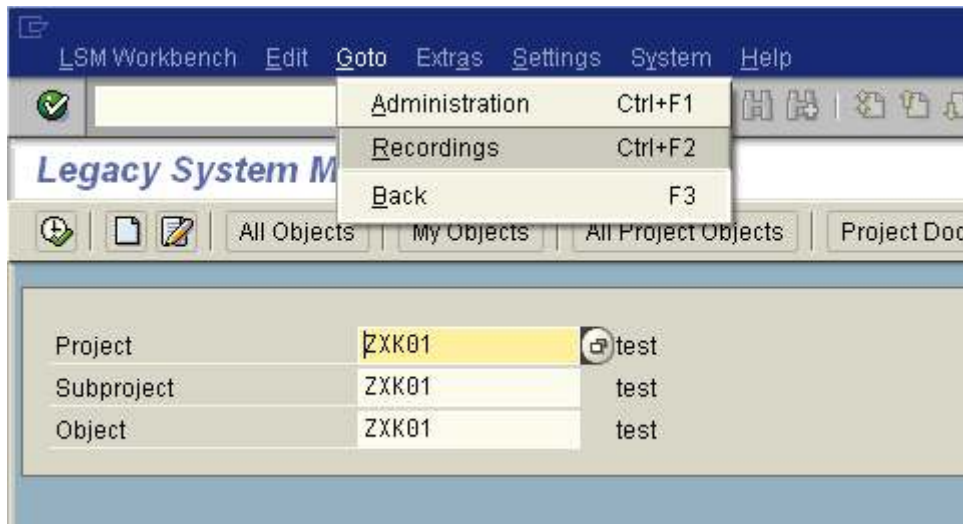 LSM Workbench Edit Goto Extras Settings System Help
Administration Ctrl+F1
Recordings Ctrl+F2
Back F3
Legacy System M
All Objects My Objects All Project Objects Project Doc
Project ZXK01 test
Subproject ZXK01 test
Object ZXK01 test